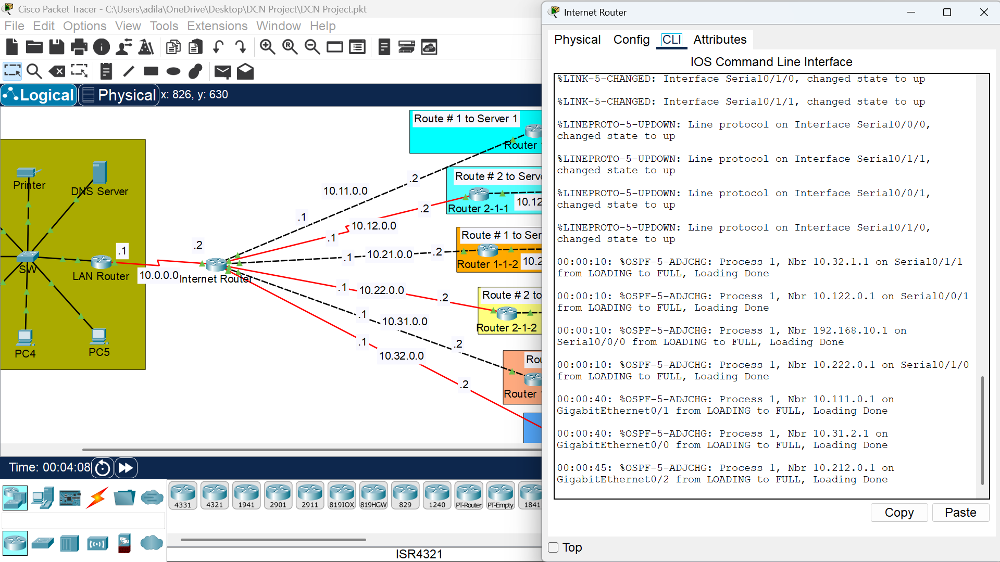 Cisco Packet Tracer - C:\Users\adila\OneDrive\Desktop\DCN Project\DCN Project.pkt
File Edit Options View Tools Extensions Window Help
Logical Physical x: 826, y: 630
Route # 1 to Server 1
Router
Route # 2 to Serv
Router 2-1-1
10.12
Route # 1 to Ser
Router 1-1-2
10.2
Route # 2 to
Router 2-1-2
Rou
Router
Printer
DNS Server
SW
LAN Router
PC4
PC5
.1
10.0.0.0
.2
Internet Router
10.11.0.0
.1
.2
10.12.0.0
.1
.2
.1
10.21.0.0
.2
.1
10.22.0.0
.2
.1
10.31.0.0
.2
.1
10.32.0.0
.2
Time: 00:04:08
4331
4321
1941
2901
2911
819IOX
819HGW
829
1240
PT-Router
PT-Empty
1841
ISR4321
Internet Router
Physical Config CLI Attributes
IOS Command Line Interface
%LINK-5-CHANGED: Interface Serial0/1/0, changed state to up
%LINK-5-CHANGED: Interface Serial0/1/1, changed state to up
%LINEPROTO-5-UPDOWN: Line protocol on Interface Serial0/0/0,
changed state to up
%LINEPROTO-5-UPDOWN: Line protocol on Interface Serial0/1/1,
changed state to up
%LINEPROTO-5-UPDOWN: Line protocol on Interface Serial0/0/1,
changed state to up
%LINEPROTO-5-UPDOWN: Line protocol on Interface Serial0/1/0,
changed state to up
00:00:10: %OSPF-5-ADJCHG: Process 1, Nbr 10.32.1.1 on Serial0/1/1
from LOADING to FULL, Loading Done
00:00:10: %OSPF-5-ADJCHG: Process 1, Nbr 10.122.0.1 on Serial0/0/1
from LOADING to FULL, Loading Done
00:00:10: %OSPF-5-ADJCHG: Process 1, Nbr 192.168.10.1 on
Serial0/0/0 from LOADING to FULL, Loading Done
00:00:10: %OSPF-5-ADJCHG: Process 1, Nbr 10.222.0.1 on Serial0/1/0
from LOADING to FULL, Loading Done
00:00:40: %OSPF-5-ADJCHG: Process 1, Nbr 10.111.0.1 on
GigabitEthernet0/1 from LOADING to FULL, Loading Done
00:00:40: %OSPF-5-ADJCHG: Process 1, Nbr 10.31.2.1 on
GigabitEthernet0/0 from LOADING to FULL, Loading Done
00:00:45: %OSPF-5-ADJCHG: Process 1, Nbr 10.212.0.1 on
GigabitEthernet0/2 from LOADING to FULL, Loading Done
Copy Paste
Top